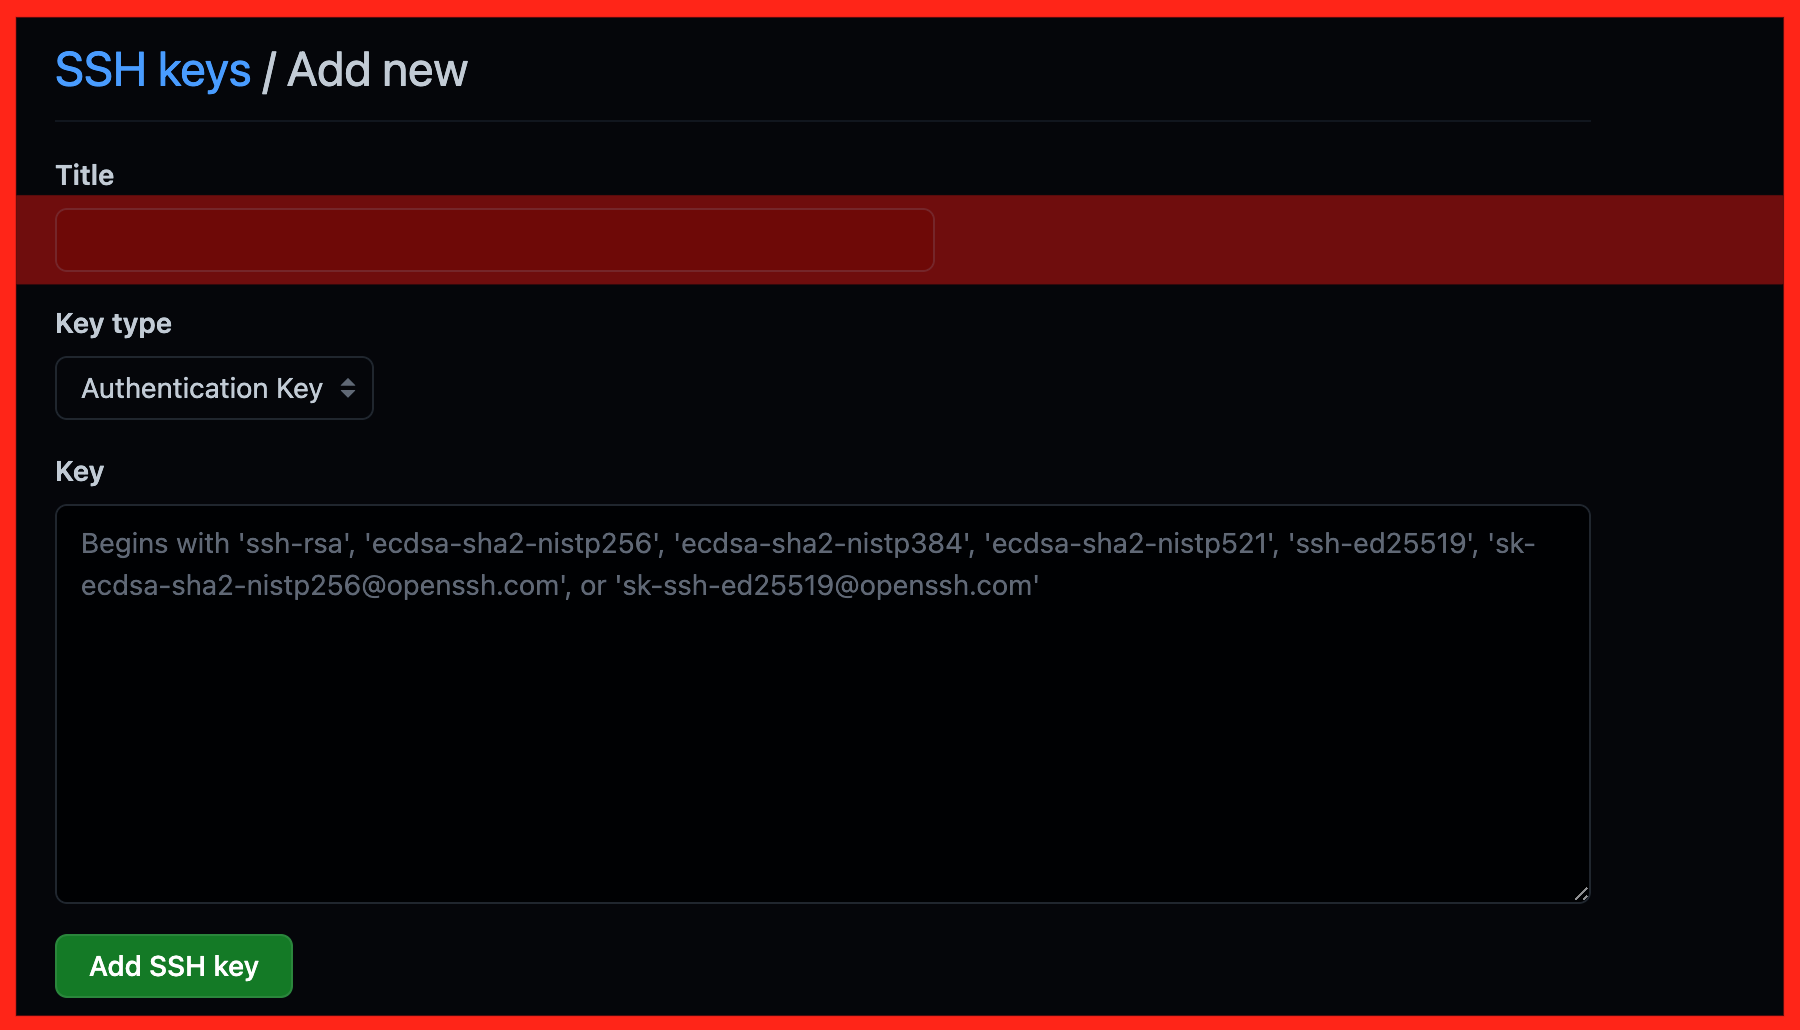 SSH keys / Add new
Title
Key type
Authentication Key
Key
Begins with 'ssh-rsa', 'ecdsa-sha2-nistp256', 'ecdsa-sha2-nistp384', 'ecdsa-sha2-nistp521', 'ssh-ed25519', 'sk-
ecdsa-sha2-nistp256@openssh.com', or 'sk-ssh-ed25519@openssh.com'
Add SSH key